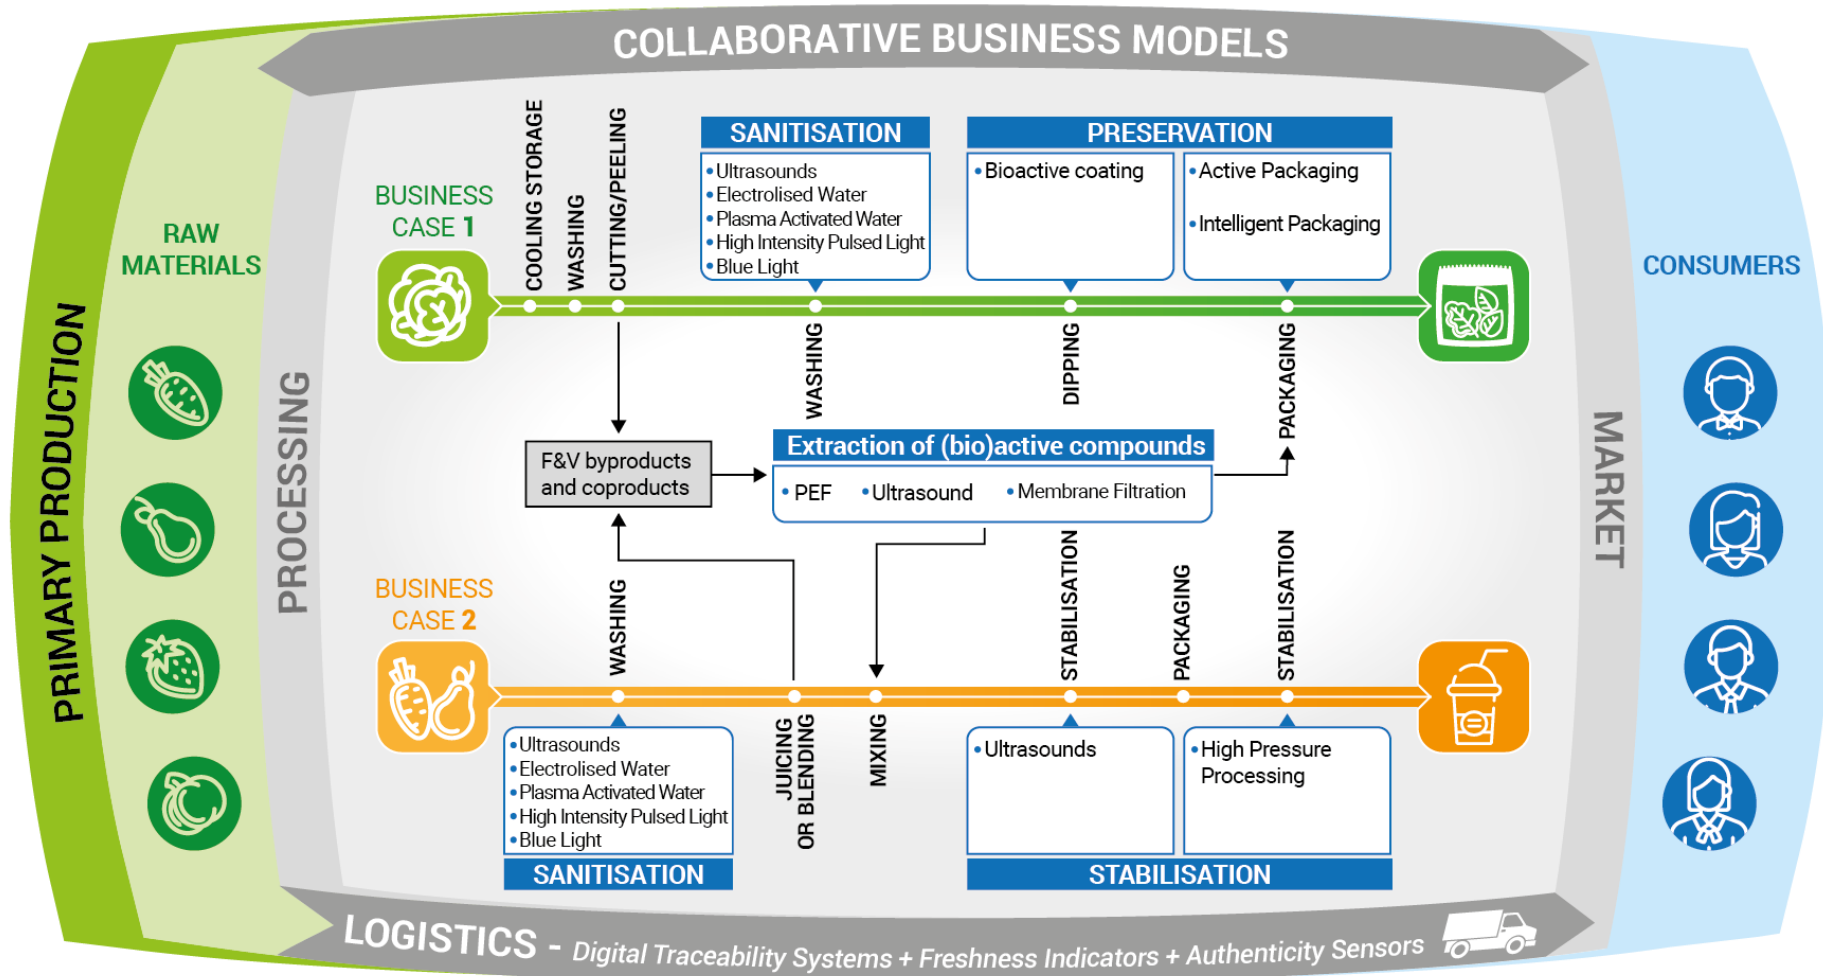 COLLABORATIVE BUSINESS MODELS
PRIMARY PRODUCTION
RAW
MATERIALS
PROCESSING
BUSINESS
CASE 1
COOLING STORAGE
WASHING
CUTTING/PEELING
SANITISATION
• Ultrasounds
• Electrolised Water
• Plasma Activated Water
• High Intensity Pulsed Light
• Blue Light
WASHING
PRESERVATION
• Bioactive coating
• Active Packaging
• Intelligent Packaging
DIPPING
PACKAGING
F&V byproducts
and coproducts
Extraction of (bio)active compounds
• PEF
• Ultrasound
• Membrane Filtration
BUSINESS
CASE 2
WASHING
• Ultrasounds
• Electrolised Water
• Plasma Activated Water
• High Intensity Pulsed Light
• Blue Light
SANITISATION
JUICING
OR BLENDING
MIXING
STABILISATION
PACKAGING
STABILISATION
• Ultrasounds
• High Pressure
Processing
STABILISATION
MARKET
CONSUMERS
LOGISTICS - Digital Traceability Systems + Freshness Indicators + Authenticity Sensors